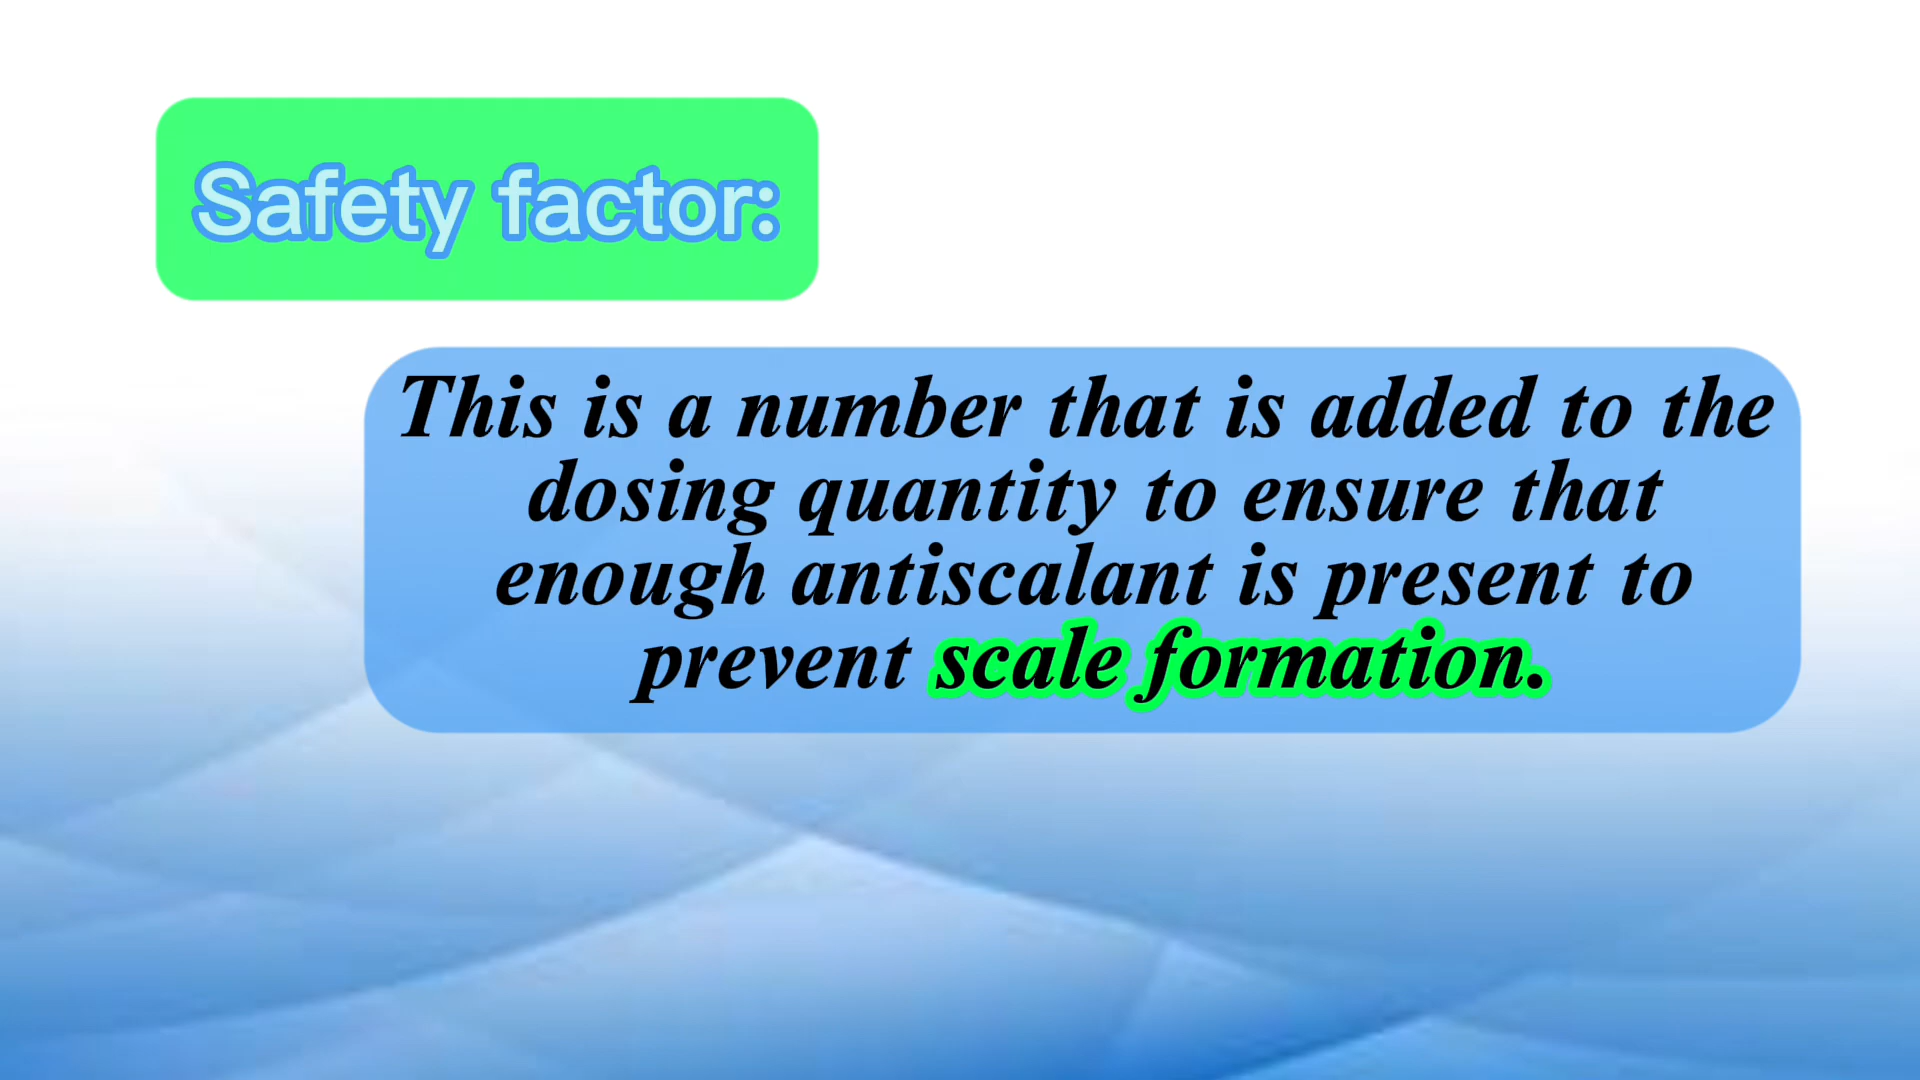 Safety factor:
This is a number that is added to the
dosing quantity to ensure that
enough antiscalant is present to
prevent scale formation.